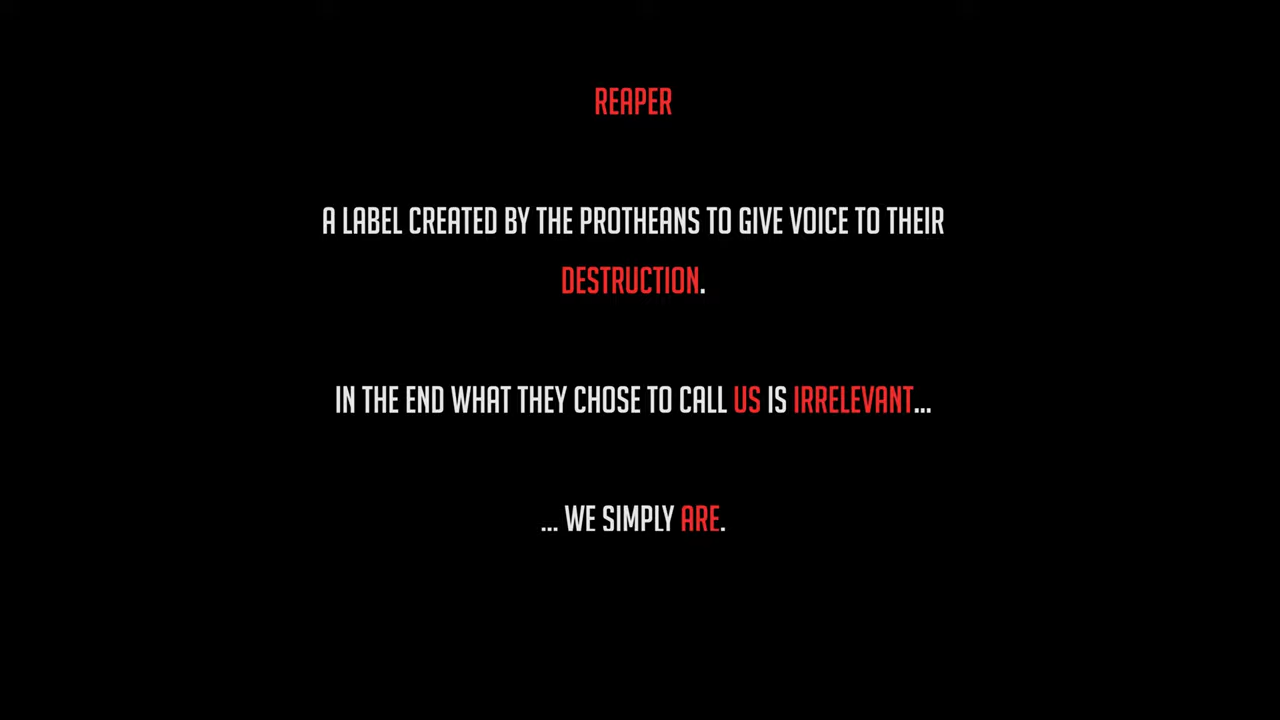 REAPER
A LABEL CREATED BY THE PROTHEANS TO GIVE VOICE TO THEIR
DESTRUCTION.
IN THE END WHAT THEY CHOSE TO CALL US IS IRRELEVANT...
... WE SIMPLY ARE.